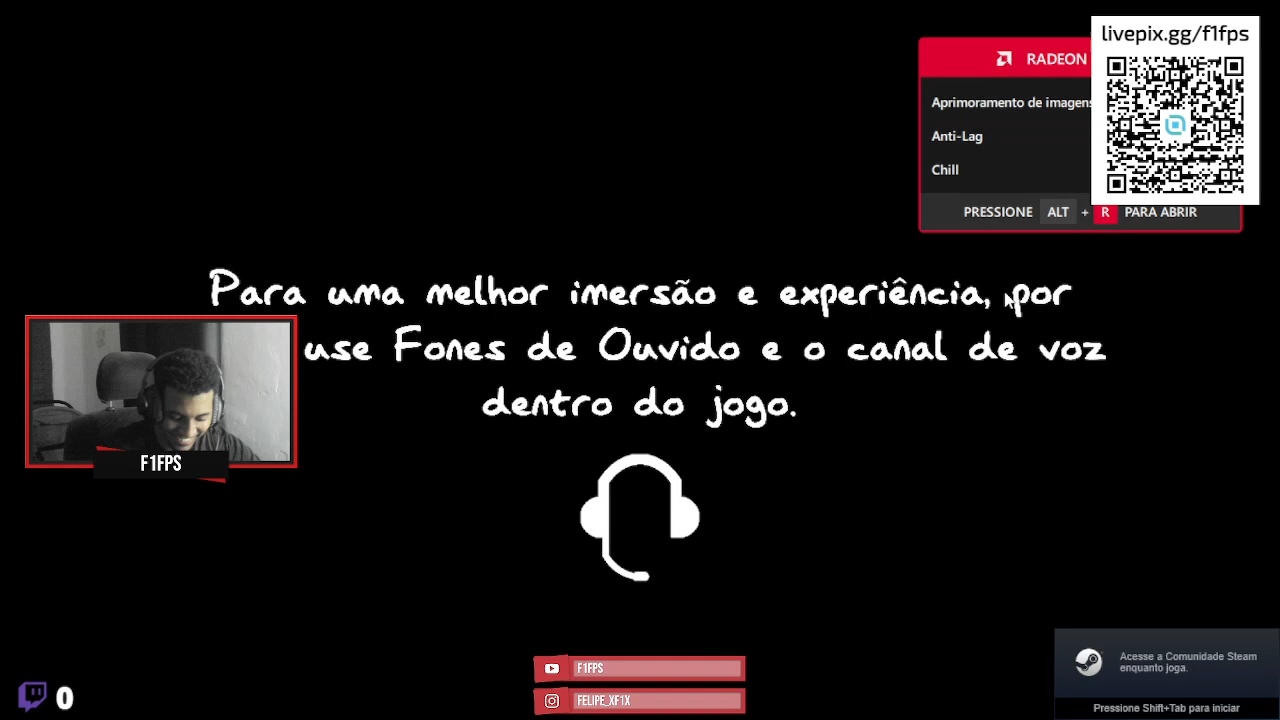 livepix.gg/f1fps
RADEON
Aprimoramento de imagens
Anti-Lag
Chill
PRESSIONE ALT + R PARA ABRIR
Para uma melhor imersão e experiência, por
use Fones de Ouvido e o canal de voz
dentro do jogo.
F1FPS
F1FPS
FELIPE_XF1X
0
Acesse a Comunidade Steam
enquanto joga.
Pressione Shift+Tab para iniciar